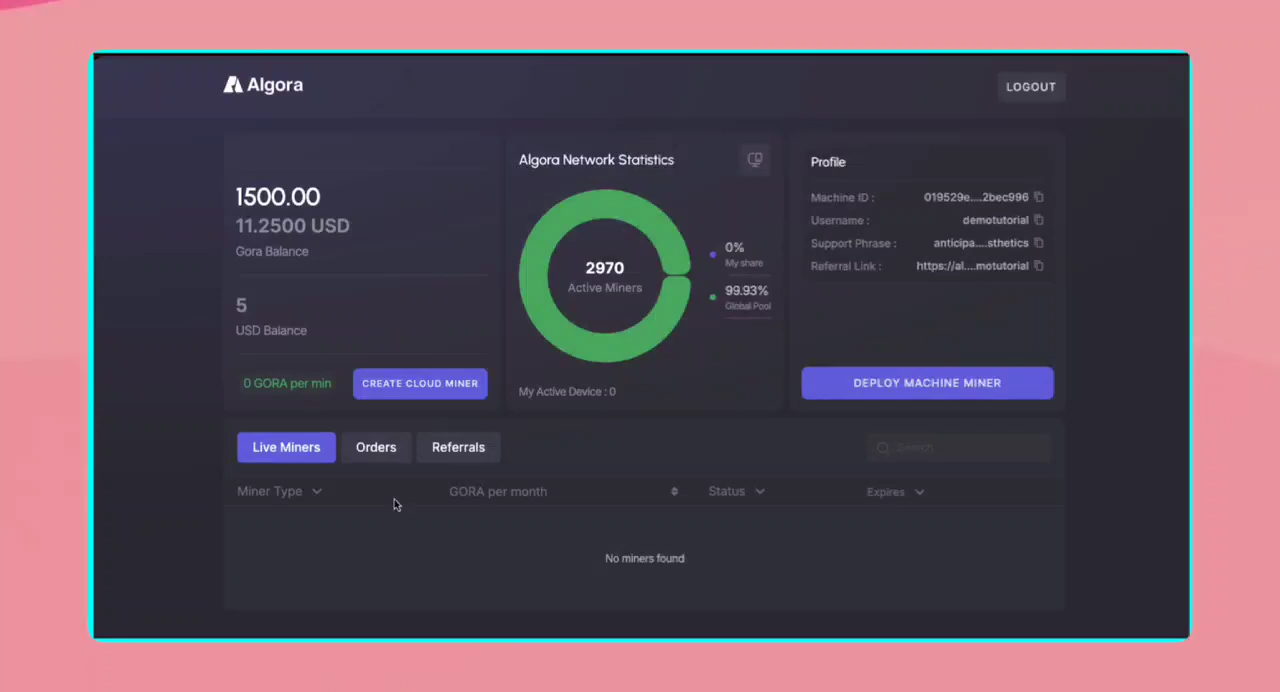 Algora
LOGOUT
1500.00
11.2500 USD
Gora Balance
5
USD Balance
0 GORA per min
CREATE CLOUD MINER
Algora Network Statistics
2970
Active Miners
0%
My share
99.93%
Global Pool
My Active Device : 0
Profile
Machine ID : 019529e....2bec996
Username : demotutorial
Support Phrase : anticipa....sthetics
Referral Link : https://al....motutorial
DEPLOY MACHINE MINER
Live Miners Orders Referrals
Search
Miner Type GORA per month Status Expires
No miners found